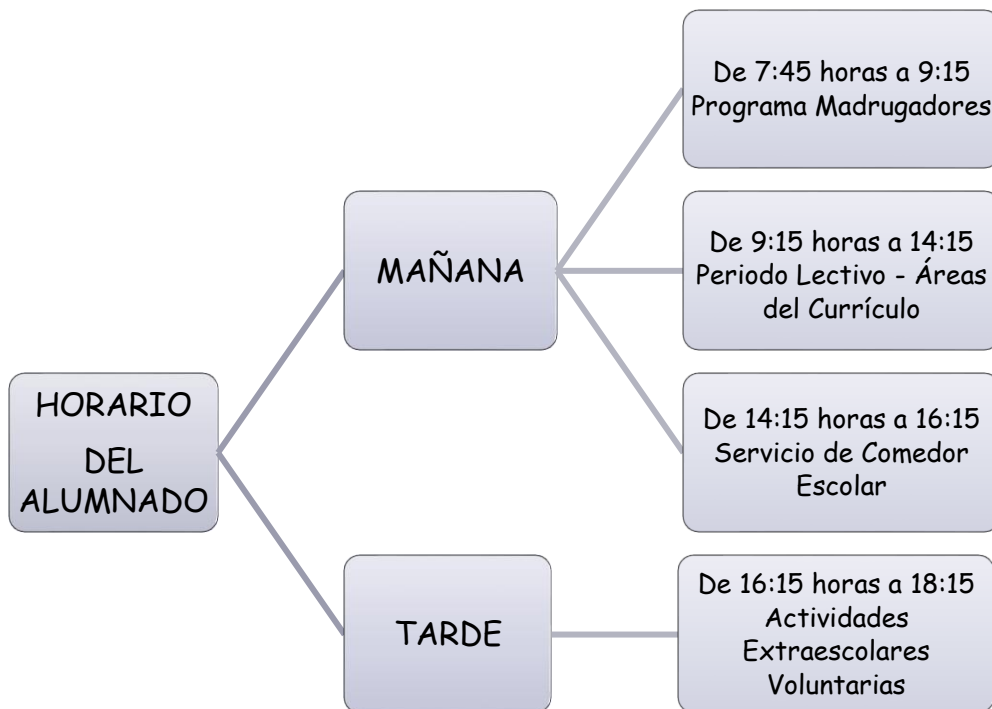 HORARIO
DEL
ALUMNADO
MAÑANA
De 7:45 horas a 9:15
Programa Madrugadores
De 9:15 horas a 14:15
Periodo Lectivo - Áreas
del Currículo
De 14:15 horas a 16:15
Servicio de Comedor
Escolar
TARDE
De 16:15 horas a 18:15
Actividades
Extraescolares
Voluntarias